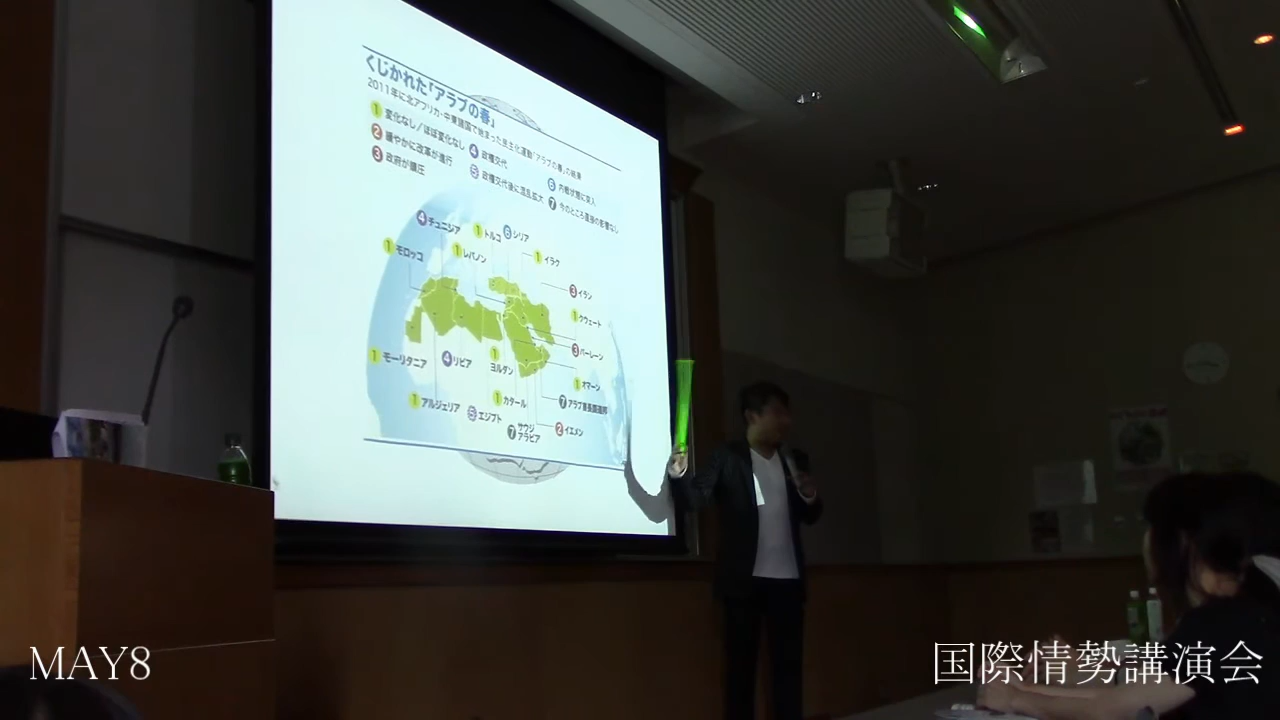 くじかれた「アラブの春」
2011年に北アフリカ・中東諸国で始まった民主化運動「アラブの春」の結果
1 変化なし/ほぼ変化なし
2 緩やかに改革が進行
3 政府が鎮圧
4 政権交代
5 政権交代後に混乱拡大
6 内戦状態に突入
7 今のところ直接の影響なし
4 チュニジア
1 トルコ
6 シリア
1 モロッコ
1 レバノン
1 イラク
3 イラン
1 クウェート
3 バーレーン
1 モーリタニア
4 リビア
1 ヨルダン
1 オマーン
7 アラブ首長国連邦
1 アルジェリア
5 エジプト
1 カタール
7 サウジ
アラビア
2 イエメン
MAY8
国際情勢講演会